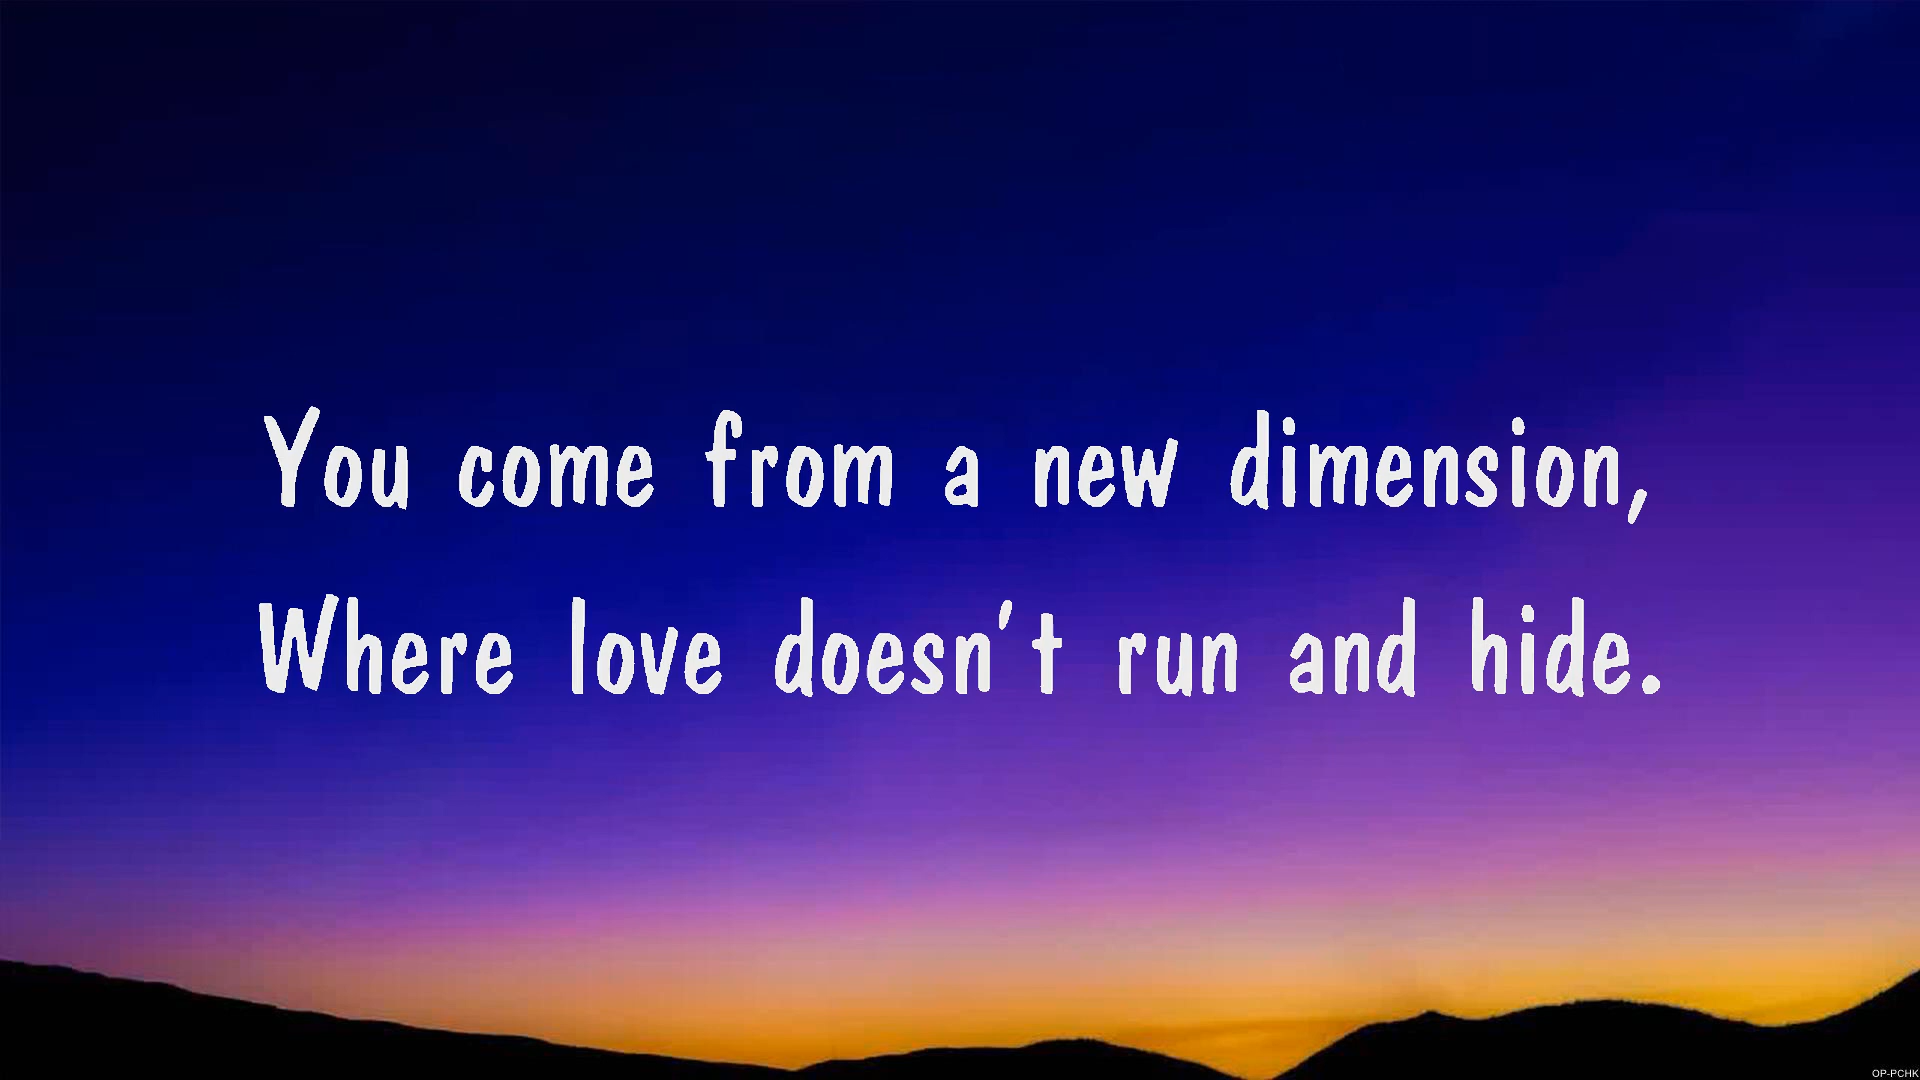 You come from a new dimension,
Where love doesn't run and hide.
OP-PCHK